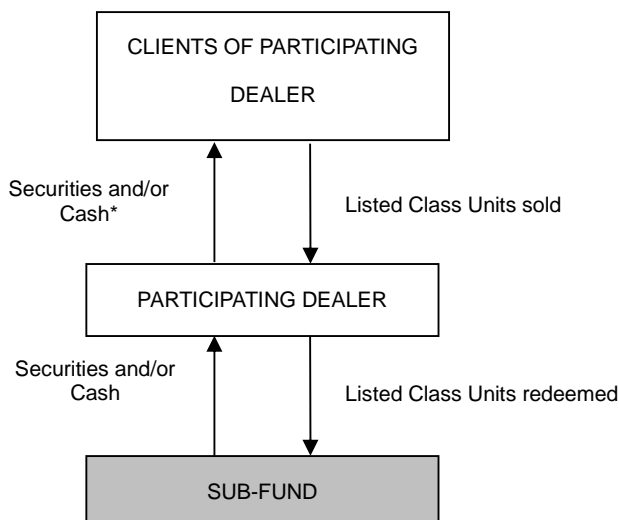 CLIENTS OF PARTICIPATING
DEALER
Securities and/or
Cash*
Listed Class Units sold
PARTICIPATING DEALER
Securities and/or
Cash
Listed Class Units redeemed
SUB-FUND